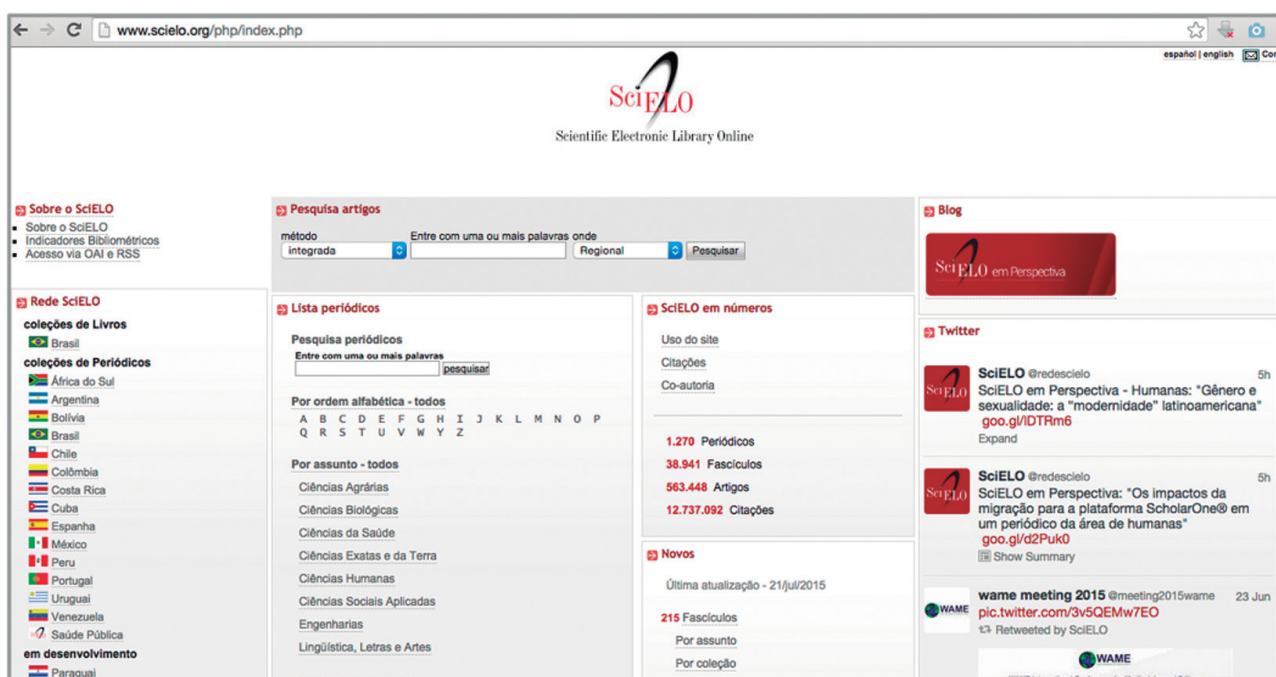 www.scielo.org/php/index.php
español | english
SciELO
Scientific Electronic Library Online
Sobre o SciELO
Sobre o SciELO
Indicadores Bibliométricos
Acesso via OAI e RSS
Pesquisa artigos
método Entre com uma ou mais palavras onde
integrada Regional Pesquisar
Rede SciELO
coleções de Livros
Brasil
coleções de Periódicos
África do Sul
Argentina
Bolívia
Brasil
Chile
Colômbia
Costa Rica
Cuba
Espanha
México
Peru
Portugal
Uruguai
Venezuela
Saúde Pública
em desenvolvimento
Paraguai
Lista periódicos
Pesquisa periódicos
Entre com uma ou mais palavras
pesquisar
Por ordem alfabética - todos
A B C D E F G H I J K L M N O P
Q R S T U V W Y Z
Por assunto - todos
Ciências Agrárias
Ciências Biológicas
Ciências da Saúde
Ciências Exatas e da Terra
Ciências Humanas
Ciências Sociais Aplicadas
Engenharias
Lingüística, Letras e Artes
SciELO em números
Uso do site
Citações
Co-autoria
1.270 Periódicos
38.941 Fascículos
563.448 Artigos
12.737.092 Citações
Novos
Última atualização - 21/jul/2015
215 Fascículos
Por assunto
Por coleção
Blog
SciELO em Perspectiva
Twitter
SciELO
SciELO @redescielo 5h
SciELO em Perspectiva - Humanas: "Gênero e
sexualidade: a "modernidade" latinoamericana"
goo.gl/lDTRm6
Expand
SciELO
SciELO @redescielo 5h
SciELO em Perspectiva: "Os impactos da
migração para a plataforma ScholarOne® em
um periódico da área de humanas"
goo.gl/d2Puk0
Show Summary
WAME
wame meeting 2015 @meeting2015wame 23 Jun
pic.twitter.com/3v5QEMw7EO
Retweeted by SciELO
WAME